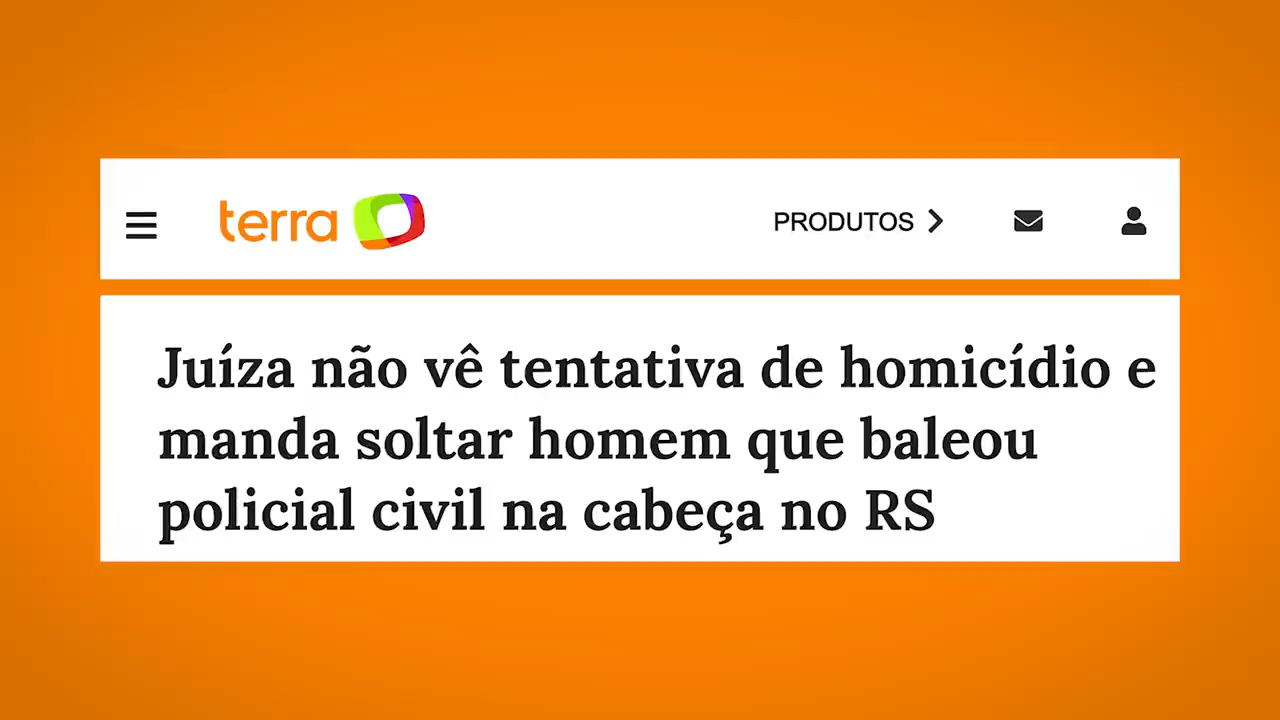 terra
PRODUTOS
Juíza não vê tentativa de homicídio e
manda soltar homem que baleou
policial civil na cabeça no RS